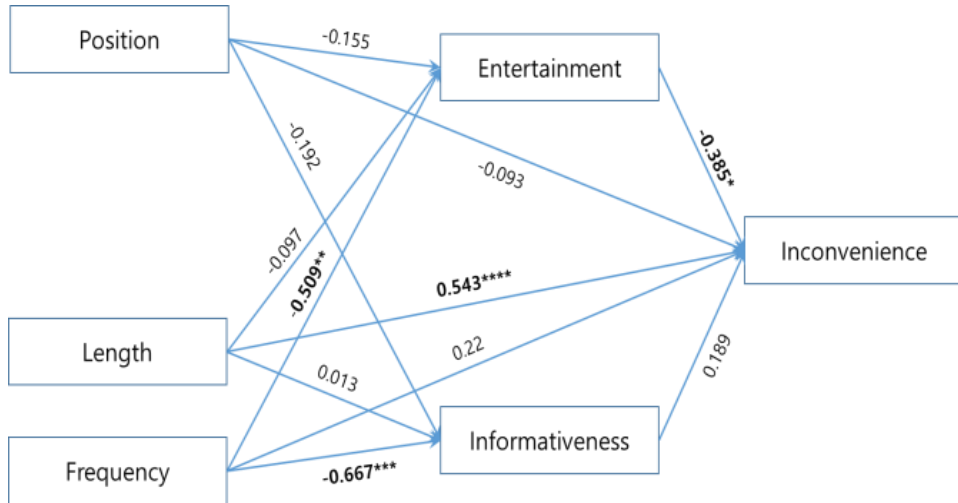 Position
-0.155
Entertainment
-0.192
-0.093
-0.385*
-0.097
-0.509**
Inconvenience
0.543****
Length
0.22
0.189
0.013
Informativeness
Frequency
-0.667***